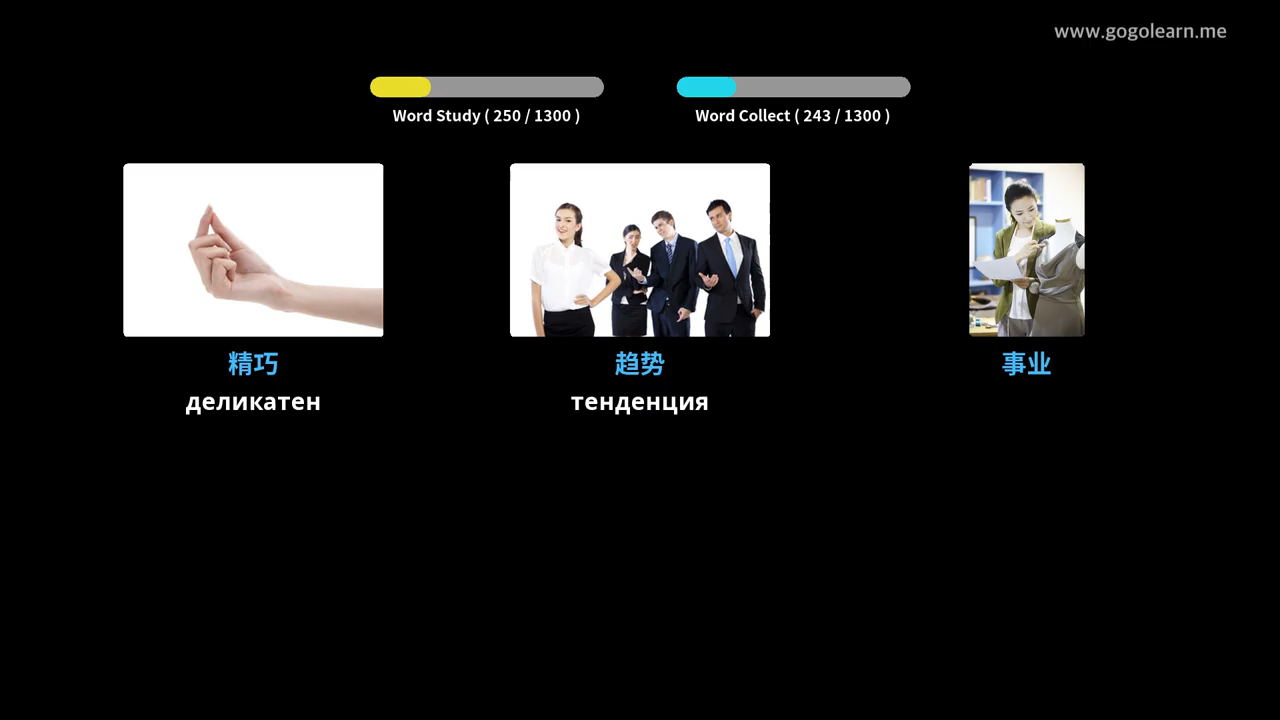 www.gogolearn.me
Word Study ( 250 / 1300 )
Word Collect ( 243 / 1300 )
精巧
деликатен
趋势
тенденция
事业